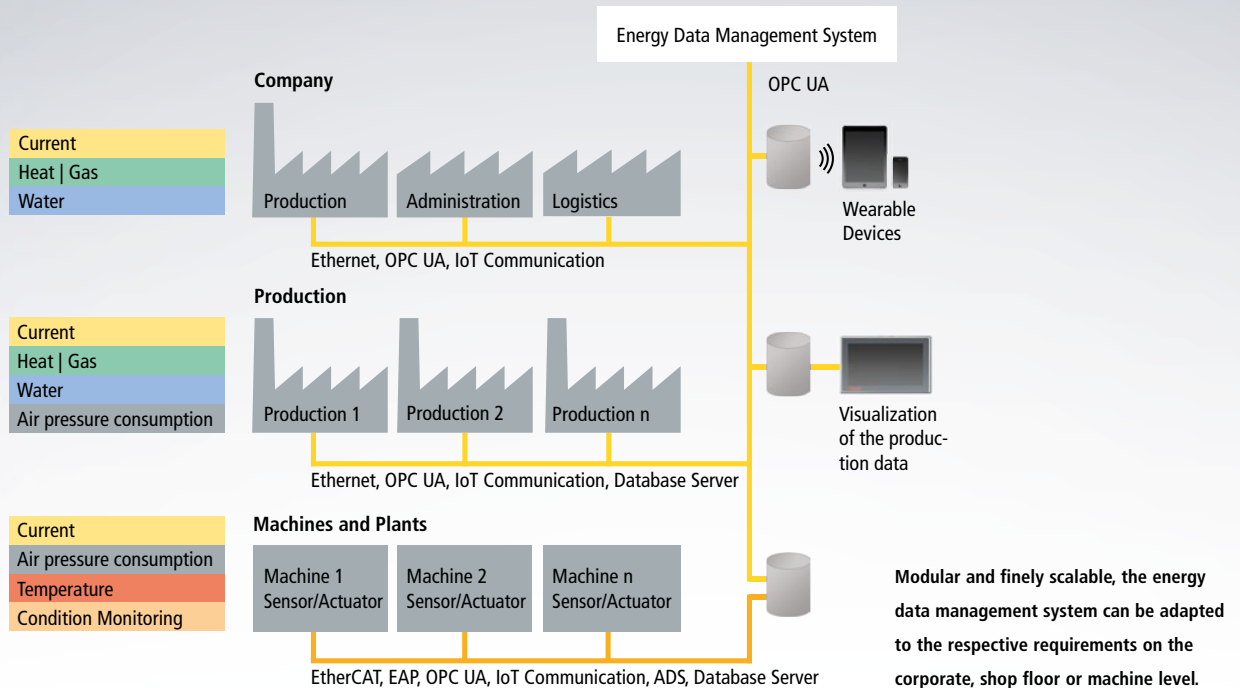 Energy Data Management System
OPC UA
Company
Current
Heat | Gas
Water
Production
Administration
Logistics
Wearable
Devices
Ethernet, OPC UA, IoT Communication
Production
Current
Heat | Gas
Water
Air pressure consumption
Production 1
Production 2
Production n
Visualization
of the produc-
tion data
Ethernet, OPC UA, IoT Communication, Database Server
Machines and Plants
Current
Air pressure consumption
Temperature
Condition Monitoring
Machine 1
Sensor/Actuator
Machine 2
Sensor/Actuator
Machine n
Sensor/Actuator
EtherCAT, EAP, OPC UA, IoT Communication, ADS, Database Server
Modular and finely scalable, the energy
data management system can be adapted
to the respective requirements on the
corporate, shop floor or machine level.